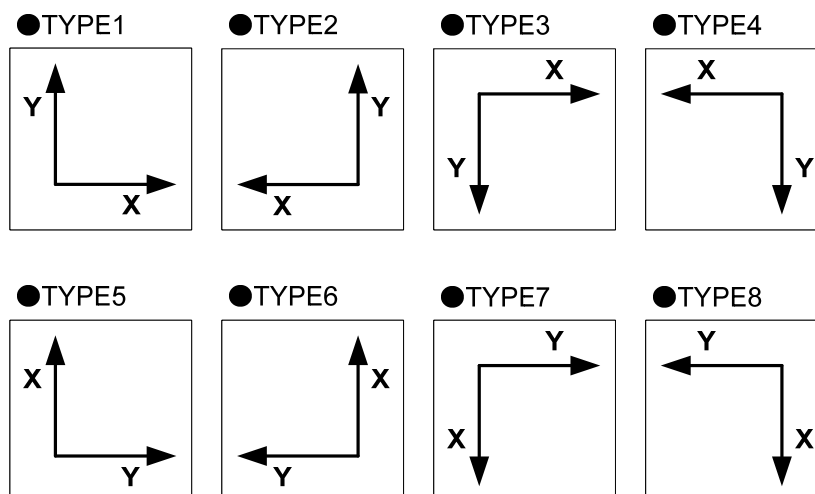 ●TYPE1 ●TYPE2 ●TYPE3 ●TYPE4
X X
Y Y
X X Y Y
●TYPE5 ●TYPE6 ●TYPE7 ●TYPE8
Y Y
X X
Y Y X X